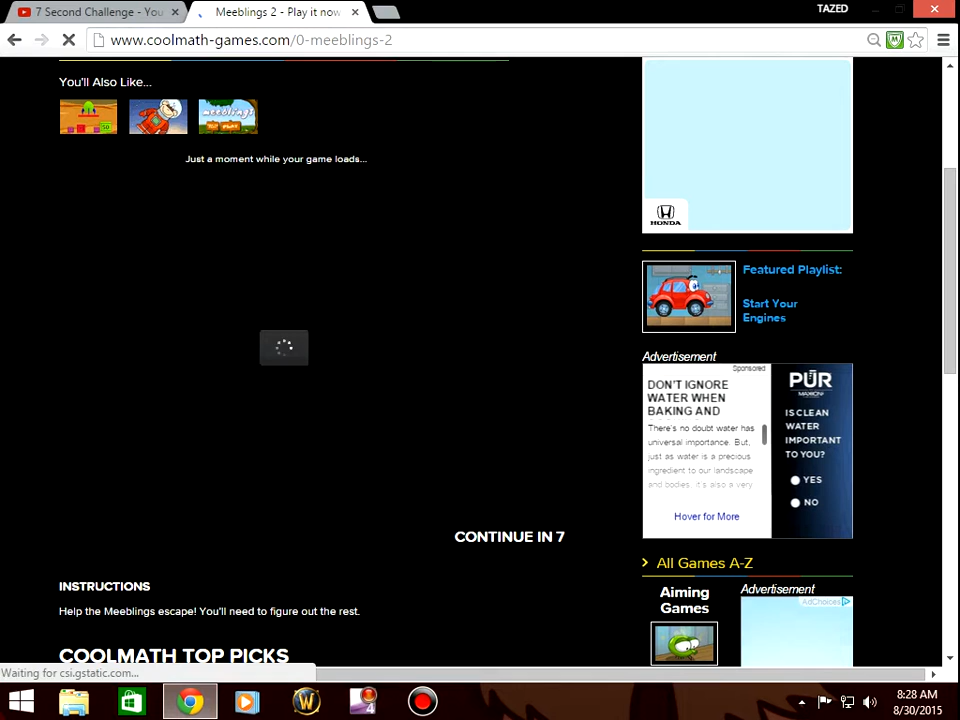 7 Second Challenge - You
Meeblings 2 - Play it now
TAZED
www.coolmath-games.com/0-meeblings-2
You'll Also Like...
50
meeblings
Just a moment while your game loads...
HONDA
Featured Playlist:
Start Your
Engines
Advertisement
Sponsored
DON'T IGNORE
WATER WHEN
BAKING AND
There's no doubt water has
universal importance. But,
just as water is a precious
ingredient to our landscape
and bodies, it's also a very
Hover for More
PŪR
MAXION
IS CLEAN
WATER
IMPORTANT
TO YOU?
YES
NO
CONTINUE IN 7
All Games A-Z
INSTRUCTIONS
Help the Meeblings escape! You'll need to figure out the rest.
Aiming
Games
Advertisement
AdChoices
COOLMATH TOP PICKS
Waiting for csi.gstatic.com...
W
4
8:28 AM
8/30/2015